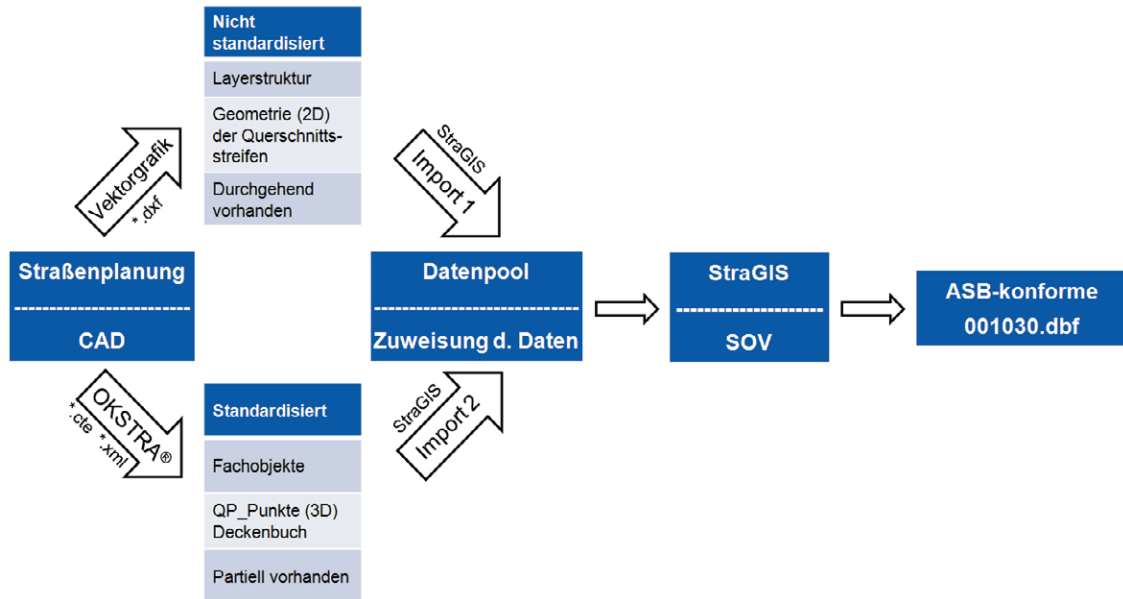 Nicht
standardisiert
Layerstruktur
Geometrie (2D)
der Querschnitts-
streifen
Durchgehend
vorhanden
Vektorgrafik
*.dxf
StraGIS
Import 1
Straßenplanung
CAD
Datenpool
Zuweisung d. Daten
StraGIS
SOV
ASB-konforme
001030.dbf
OKSTRA®
*.cte *.xml
Standardisiert
Fachobjekte
QP_Punkte (3D)
Deckenbuch
Partiell vorhanden
StraGIS
Import 2